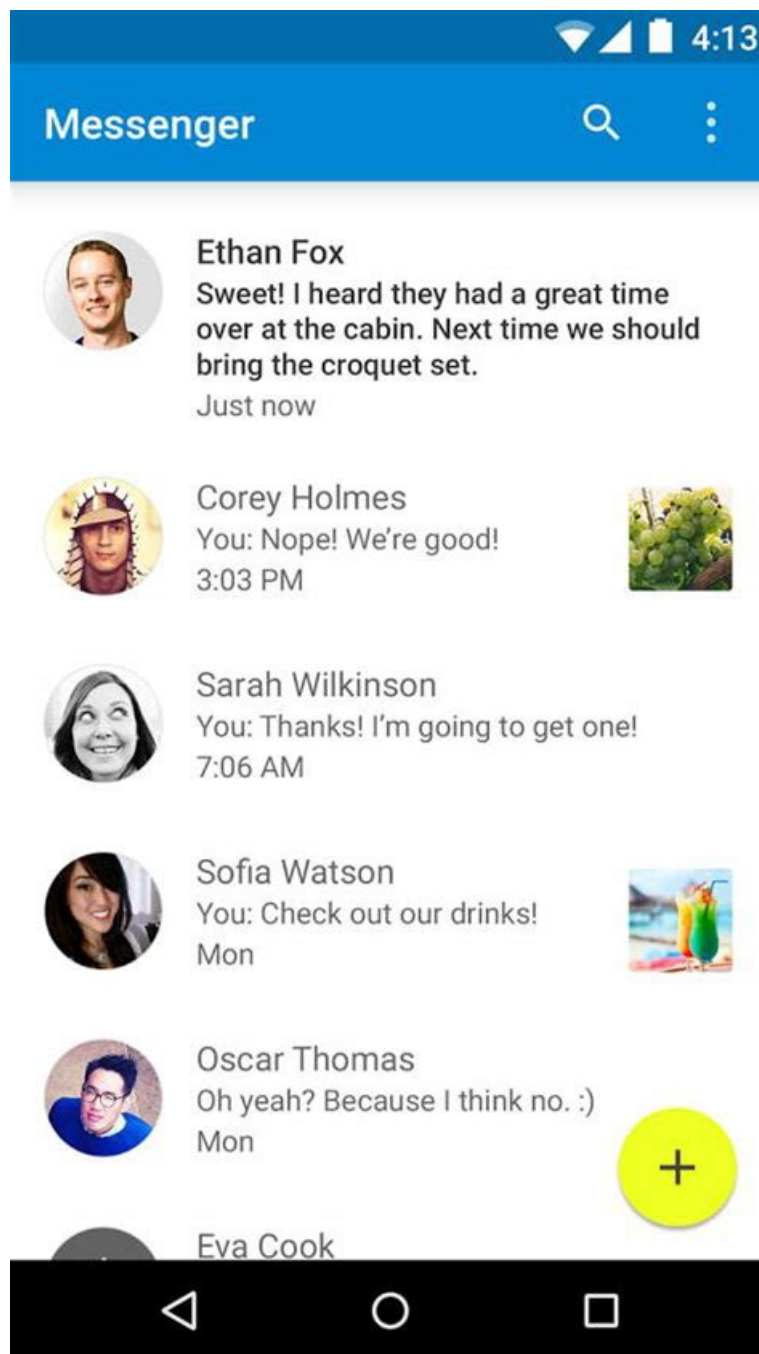 4:13
Messenger
Ethan Fox
Sweet! I heard they had a great time
over at the cabin. Next time we should
bring the croquet set.
Just now
Corey Holmes
You: Nope! We're good!
3:03 PM
Sarah Wilkinson
You: Thanks! I'm going to get one!
7:06 AM
Sofia Watson
You: Check out our drinks!
Mon
Oscar Thomas
Oh yeah? Because I think no. :)
Mon
Eva Cook